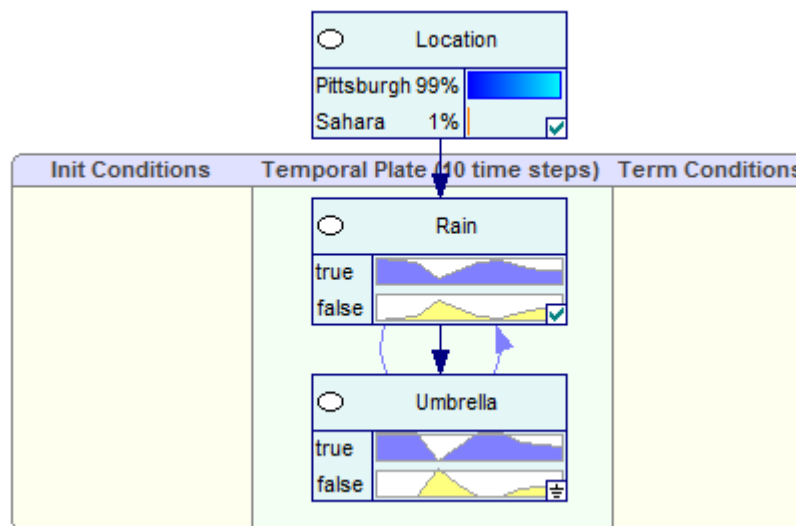 Location
Pittsburgh 99%
Sahara 1%
Init Conditions Temporal Plate (10 time steps) Term Conditions
Rain
true
false
Umbrella
true
false